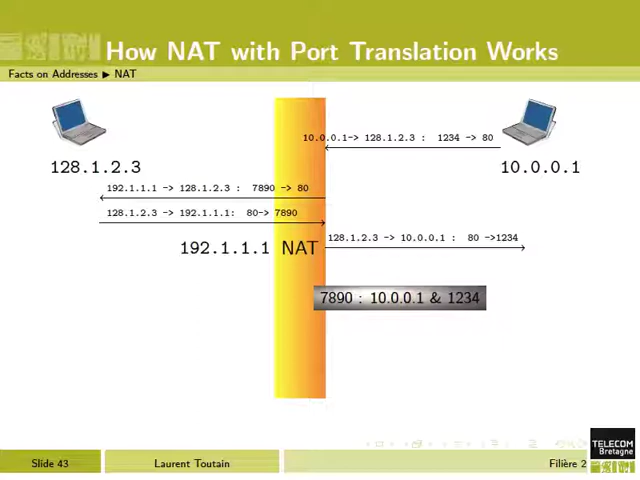 How NAT with Port Translation Works
Facts on Addresses ▶ NAT
10.0.0.1-> 128.1.2.3 : 1234 -> 80
128.1.2.3
10.0.0.1
192.1.1.1 -> 128.1.2.3 : 7890 -> 80
128.1.2.3 -> 192.1.1.1: 80-> 7890
128.1.2.3 -> 10.0.0.1 : 80 ->1234
192.1.1.1 NAT
7890 : 10.0.0.1 & 1234
TELECOM
Bretagne
Slide 43
Laurent Toutain
Filière 2